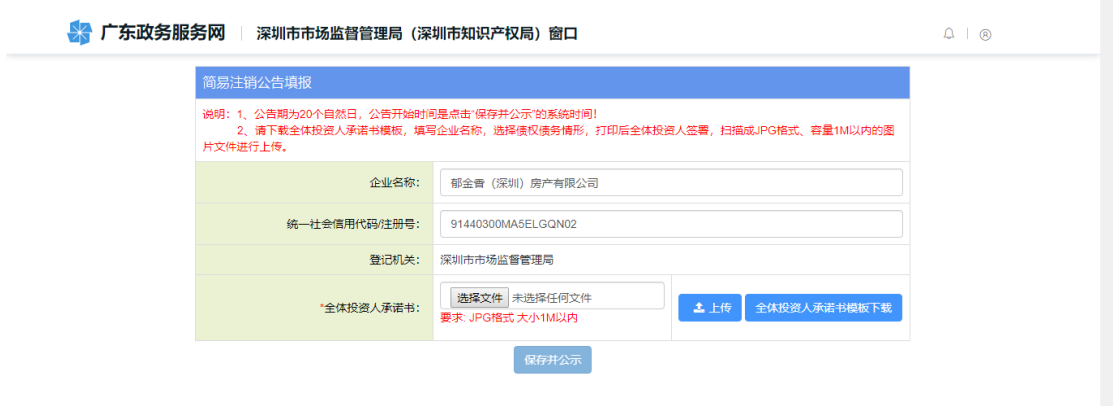 广东政务服务网 深圳市市场监督管理局（深圳市知识产权局）窗口
简易注销公告填报
说明：1、公告期为20个自然日，公告开始时间是点击“保存并公示”的系统时间！
2、请下载全体投资人承诺书模板，填写企业名称，选择债权债务情形，打印后全体投资人签署，扫描成JPG格式、容量1M以内的图
片文件进行上传。
企业名称： 郁金香（深圳）房产有限公司
统一社会信用代码/注册号： 91440300MA5ELGQN02
登记机关： 深圳市市场监督管理局
*全体投资人承诺书： 选择文件 未选择任何文件 上传 全体投资人承诺书模板下载
要求: JPG格式 大小1M以内
保存并公示